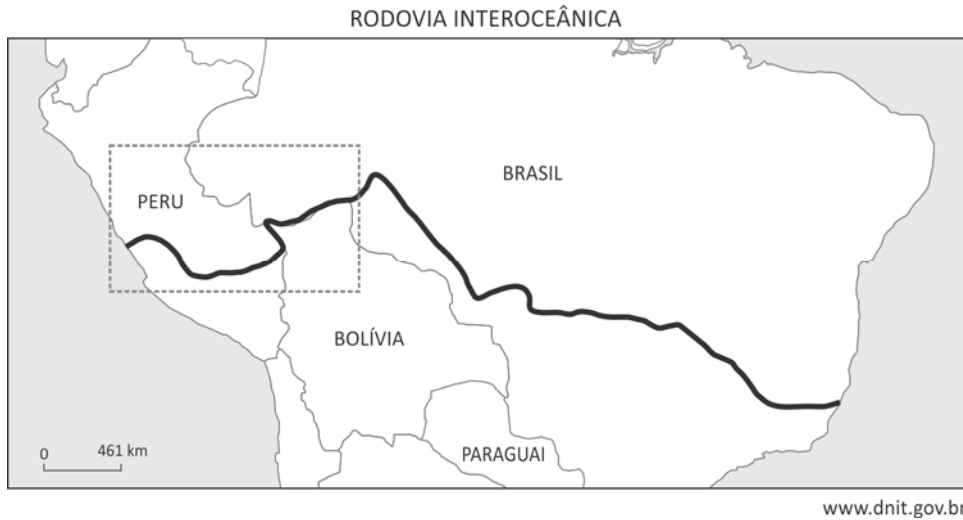 RODOVIA INTEROCEÂNICA
BRASIL
PERU
BOLÍVIA
PARAGUAI
0 461 km
www.dnit.gov.br